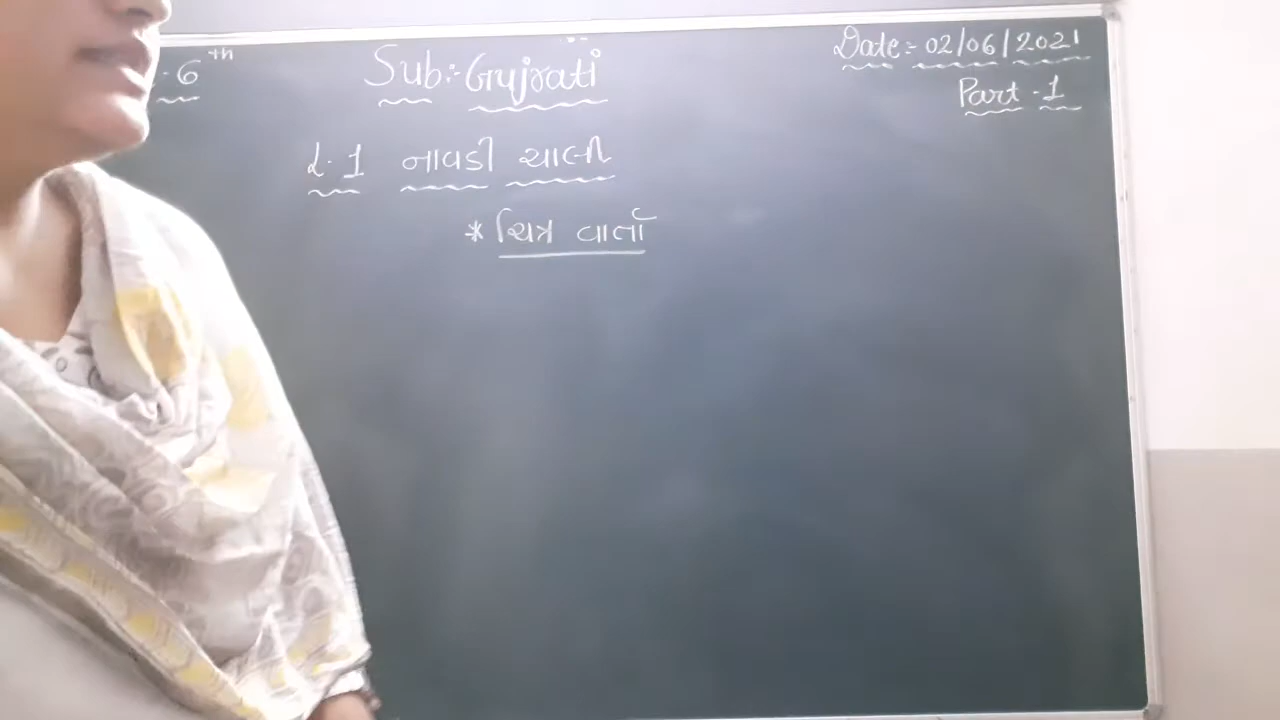 6th
Sub:- Gujrati
Date:- 02/06/2021
Part-1
L.1 નાવડી ચાલી
* ચિત્ર વાર્તા